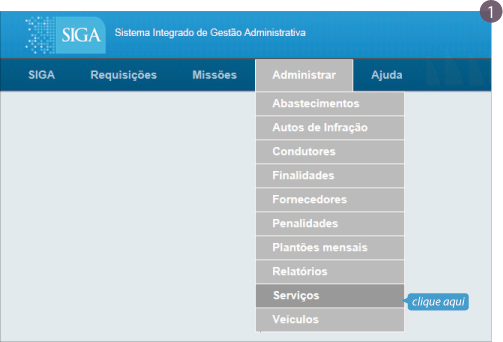 1
SIGA Sistema Integrado de Gestão Administrativa
SIGA Requisições Missões Administrar Ajuda
Abastecimentos
Autos de Infração
Condutores
Finalidades
Fornecedores
Penalidades
Plantões mensais
Relatórios
Serviços
clique aqui
Veículos